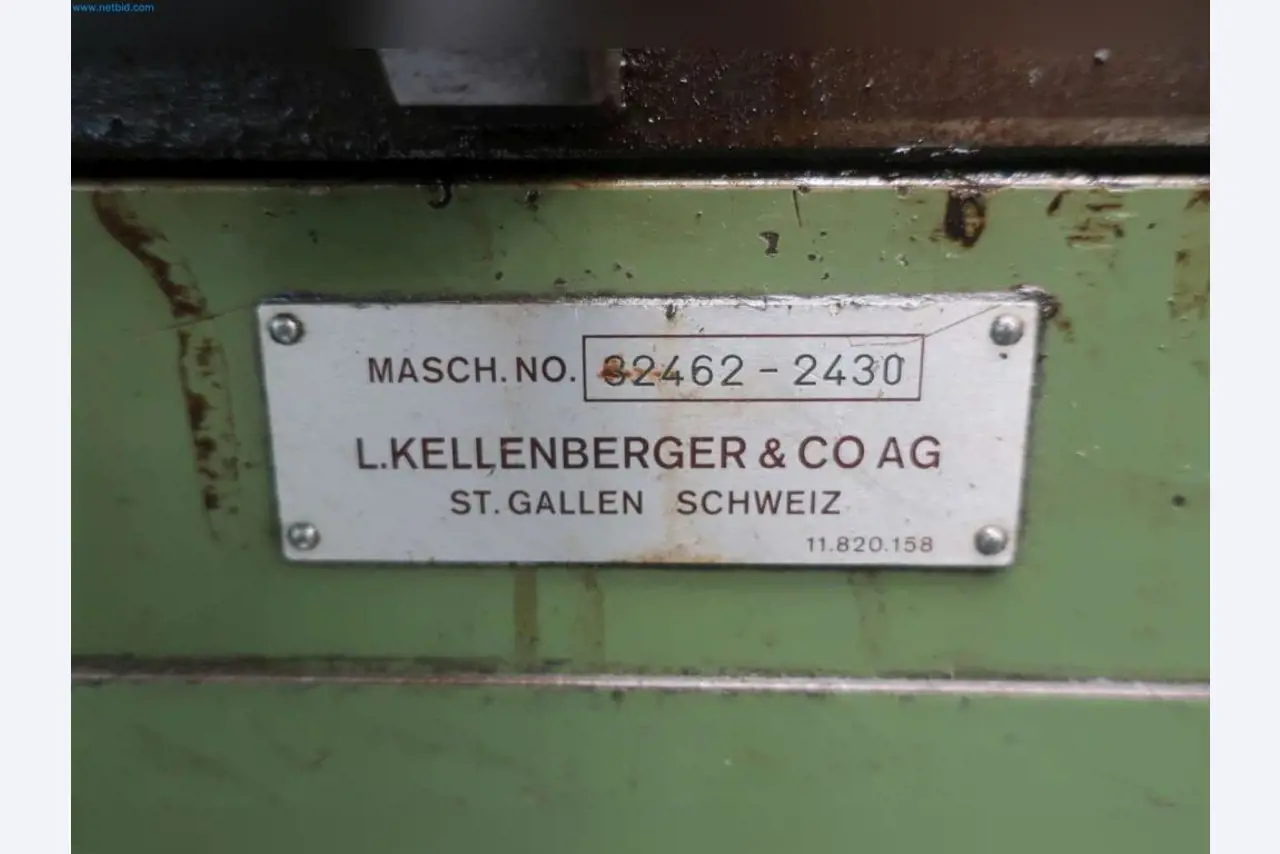 www.netbid.com
MASCH. NO. 32462 - 2430
L.KELLENBERGER & CO AG
ST. GALLEN SCHWEIZ
11.820.158